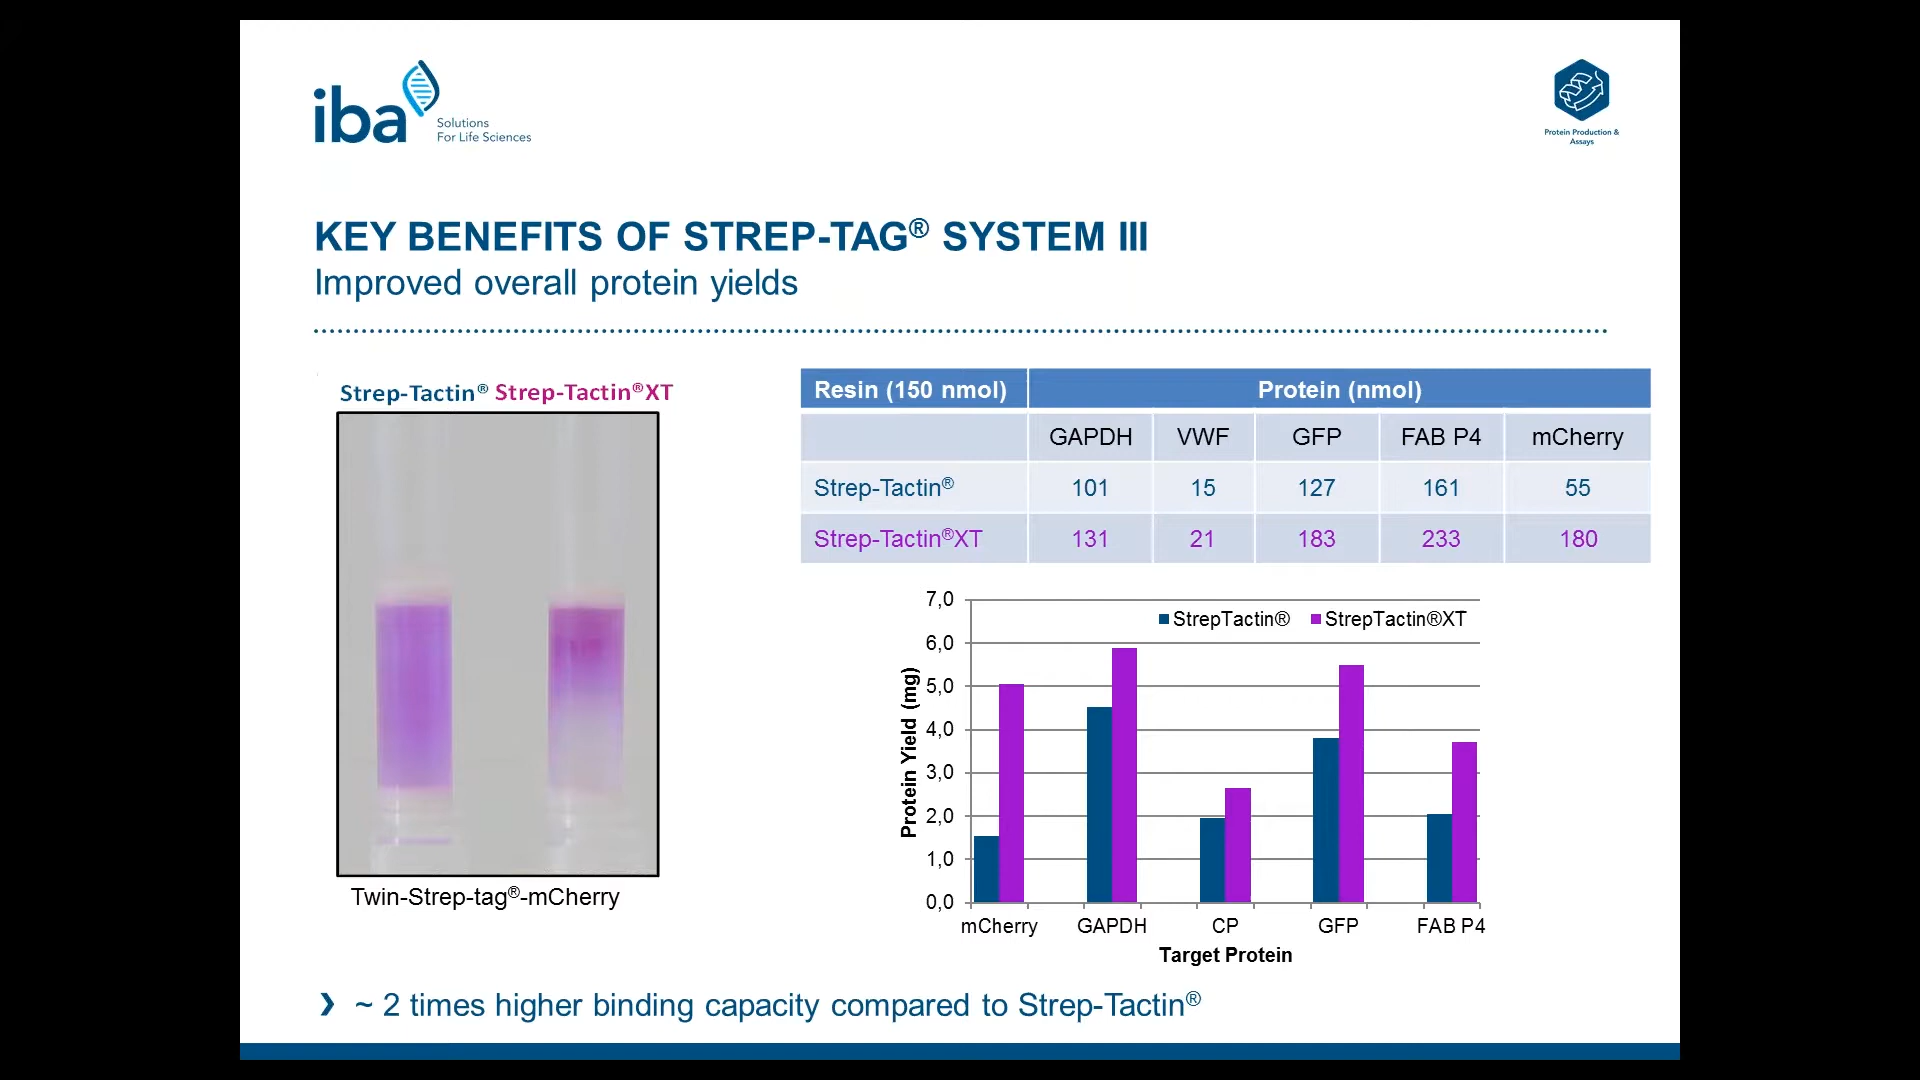 iba
Solutions
For Life Sciences
Protein Production &
Assays
KEY BENEFITS OF STREP-TAG® SYSTEM III
Improved overall protein yields
Strep-Tactin® Strep-Tactin®XT
Twin-Strep-tag®-mCherry
Resin (150 nmol) Protein (nmol)
GAPDH VWF GFP FAB P4 mCherry
Strep-Tactin® 101 15 127 161 55
Strep-Tactin®XT 131 21 183 233 180
StrepTactin® StrepTactin®XT
Protein Yield (mg)
7,0
6,0
5,0
4,0
3,0
2,0
1,0
0,0
mCherry GAPDH CP GFP FAB P4
Target Protein
~ 2 times higher binding capacity compared to Strep-Tactin®